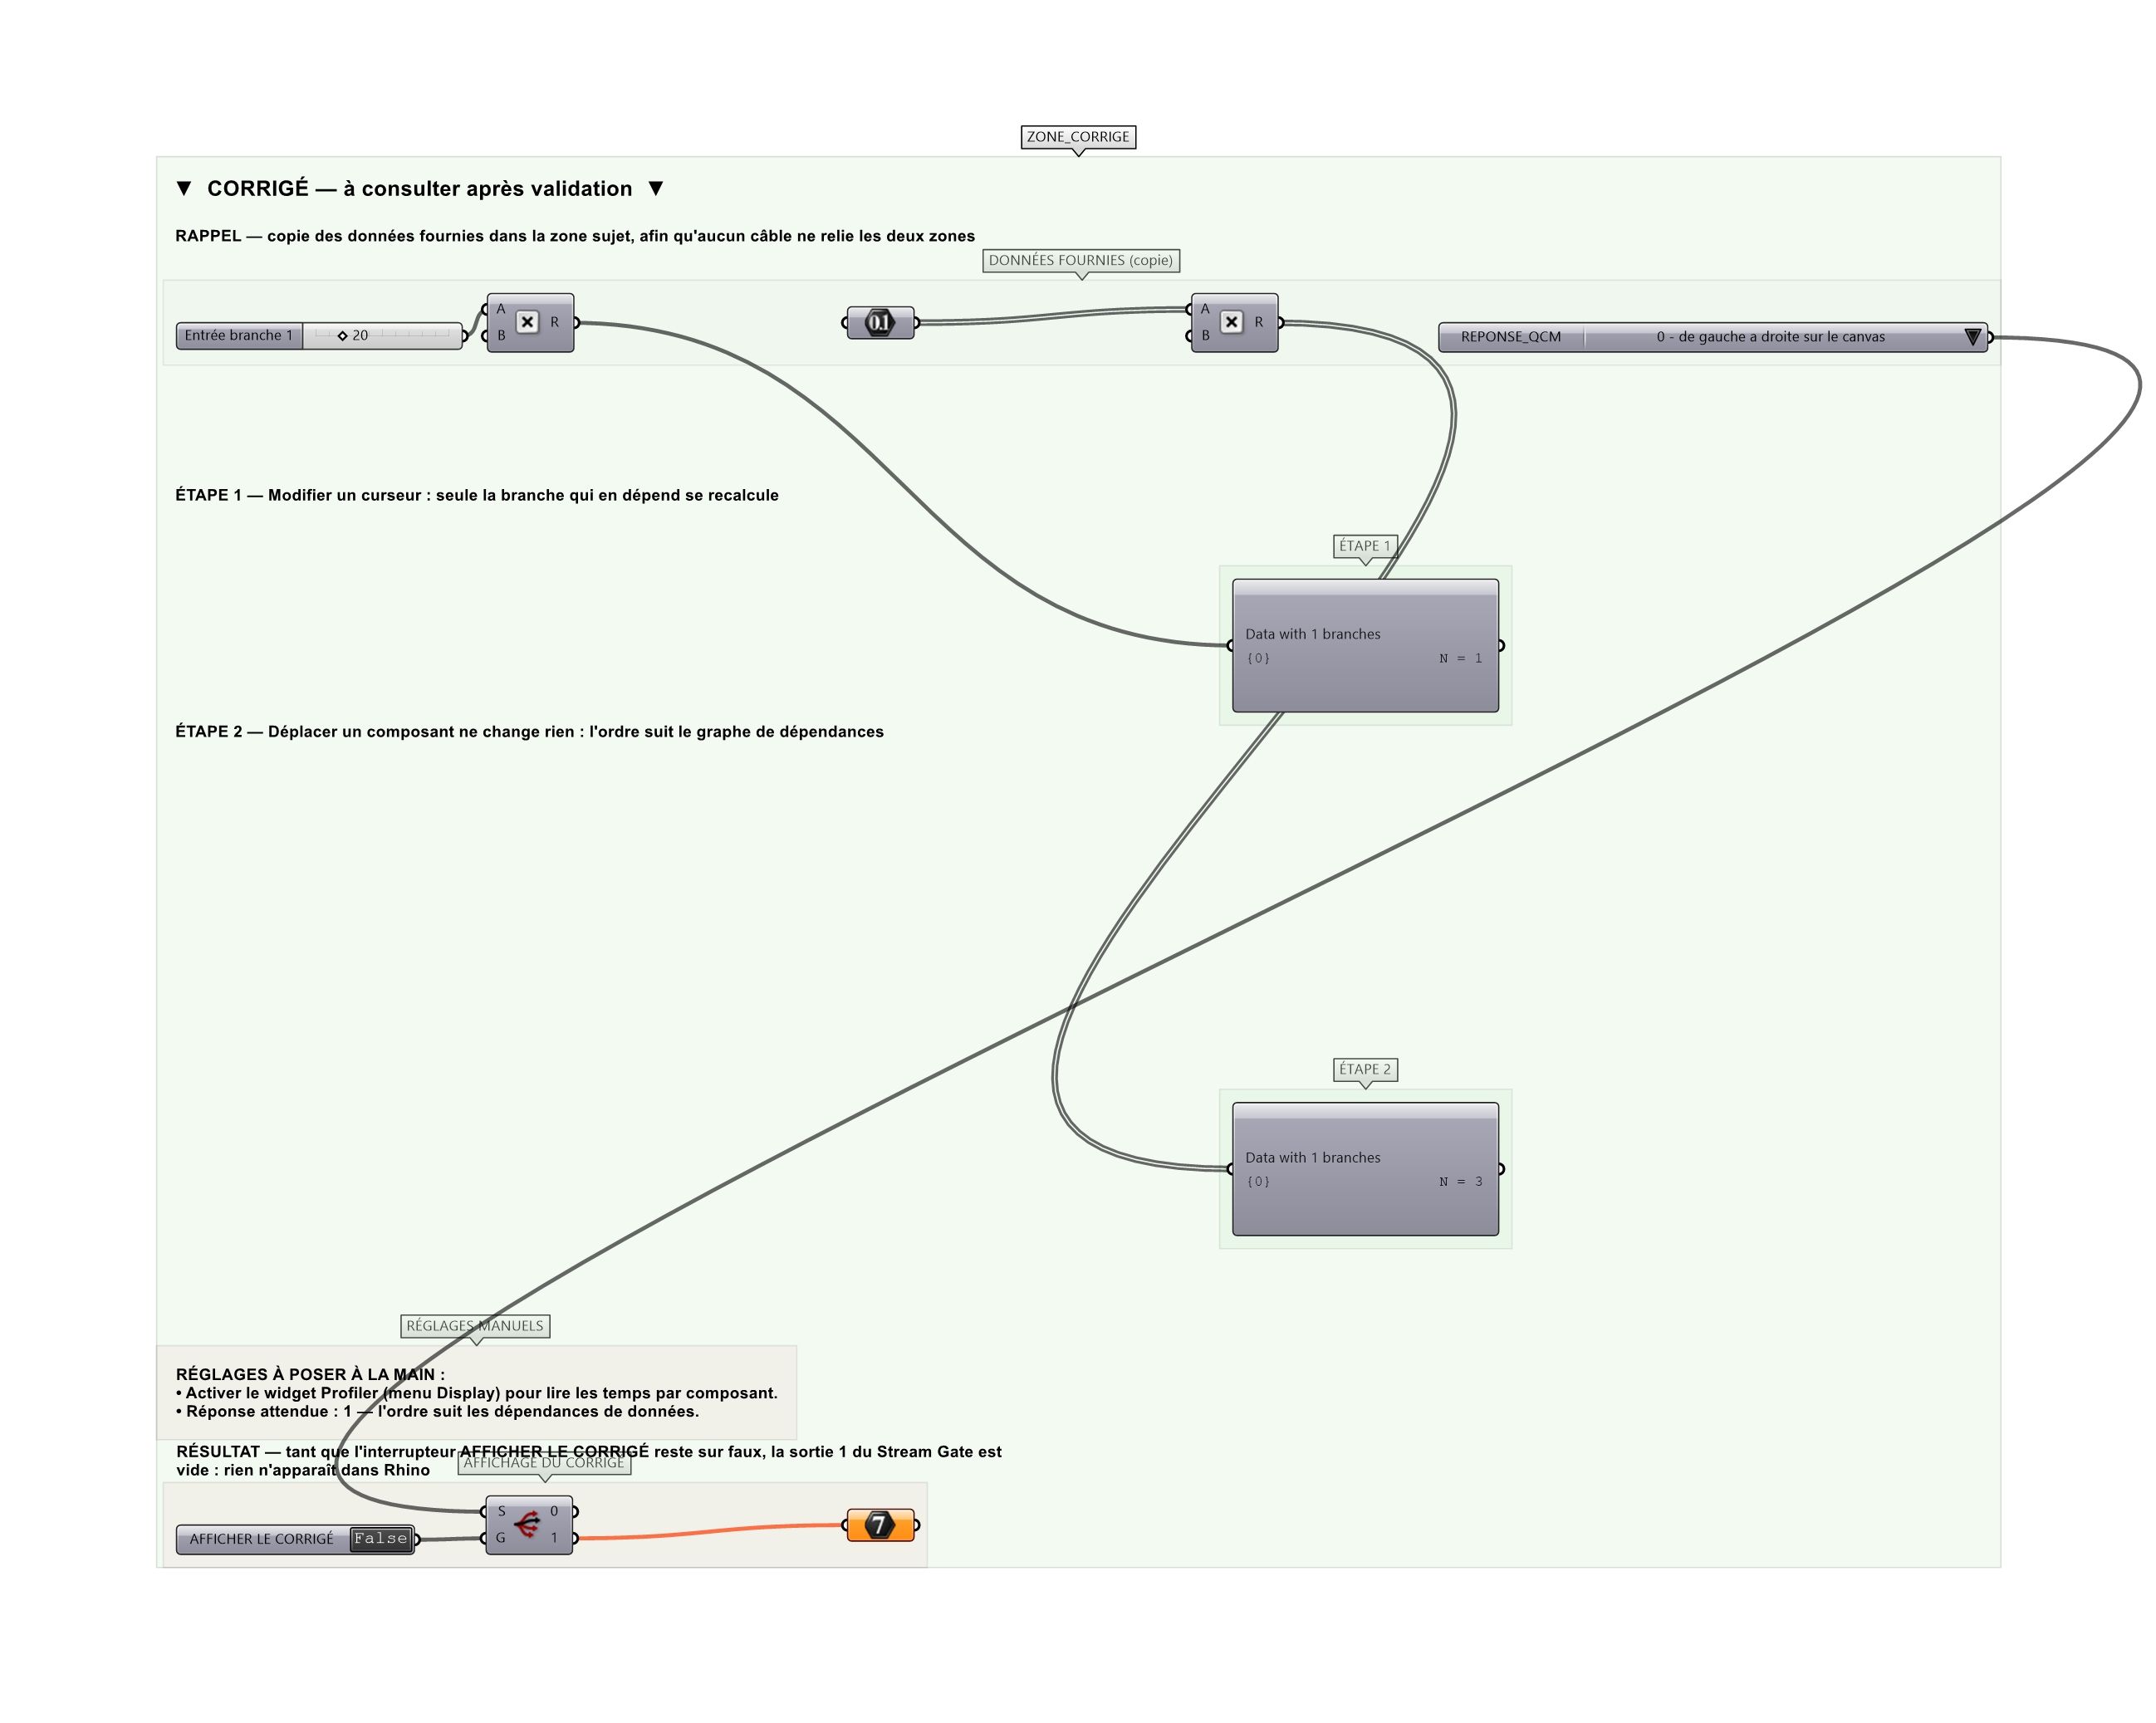 ZONE_CORRIGE
▼ CORRIGÉ — à consulter après validation ▼
RAPPEL — copie des données fournies dans la zone sujet, afin qu'aucun câble ne relie les deux zones
DONNÉES FOURNIES (copie)
Entrée branche 1 20
A
B
R
0.1
A
B
R
REPONSE_QCM 0 - de gauche a droite sur le canvas
ÉTAPE 1 — Modifier un curseur : seule la branche qui en dépend se recalcule
ÉTAPE 1
Data with 1 branches
{0} N = 1
ÉTAPE 2 — Déplacer un composant ne change rien : l'ordre suit le graphe de dépendances
ÉTAPE 2
Data with 1 branches
{0} N = 3
RÉGLAGES MANUELS
RÉGLAGES À POSER À LA MAIN :
• Activer le widget Profiler (menu Display) pour lire les temps par composant.
• Réponse attendue : 1 — l'ordre suit les dépendances de données.
RÉSULTAT — tant que l'interrupteur AFFICHER LE CORRIGÉ reste sur faux, la sortie 1 du Stream Gate est
vide : rien n'apparaît dans Rhino
AFFICHAGE DU CORRIGÉ
S 0
G 1
7
AFFICHER LE CORRIGÉ False